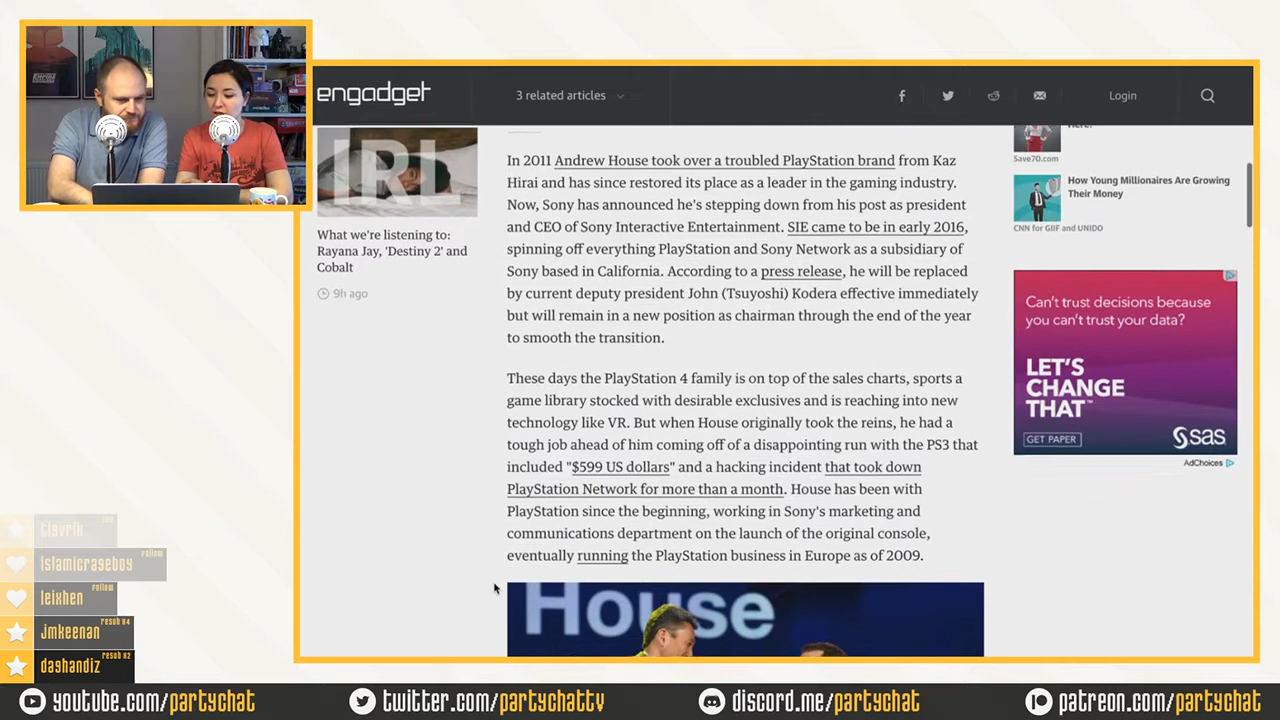 engadget
3 related articles
Login
IRL
What we're listening to:
Rayana Jay, 'Destiny 2' and
Cobalt
9h ago
In 2011 Andrew House took over a troubled PlayStation brand from Kaz
Hirai and has since restored its place as a leader in the gaming industry.
Now, Sony has announced he's stepping down from his post as president
and CEO of Sony Interactive Entertainment. SIE came to be in early 2016,
spinning off everything PlayStation and Sony Network as a subsidiary of
Sony based in California. According to a press release, he will be replaced
by current deputy president John (Tsuyoshi) Kodera effective immediately
but will remain in a new position as chairman through the end of the year
to smooth the transition.
These days the PlayStation 4 family is on top of the sales charts, sports a
game library stocked with desirable exclusives and is reaching into new
technology like VR. But when House originally took the reins, he had a
tough job ahead of him coming off of a disappointing run with the PS3 that
included "$599 US dollars" and a hacking incident that took down
PlayStation Network for more than a month. House has been with
PlayStation since the beginning, working in Sony's marketing and
communications department on the launch of the original console,
eventually running the PlayStation business in Europe as of 2009.
House
Here!
Save70.com
How Young Millionaires Are Growing
Their Money
CNN for GIIF and UNIDO
Can't trust decisions because
you can't trust your data?
LET'S
CHANGE
THAT™
GET PAPER
sas
AdChoices
islamicrageboy
follow
leixhen
follow
jmkeenan
resub x4
dashandiz
resub x2
youtube.com/partychat
twitter.com/partychattv
discord.me/partychat
patreon.com/partychat